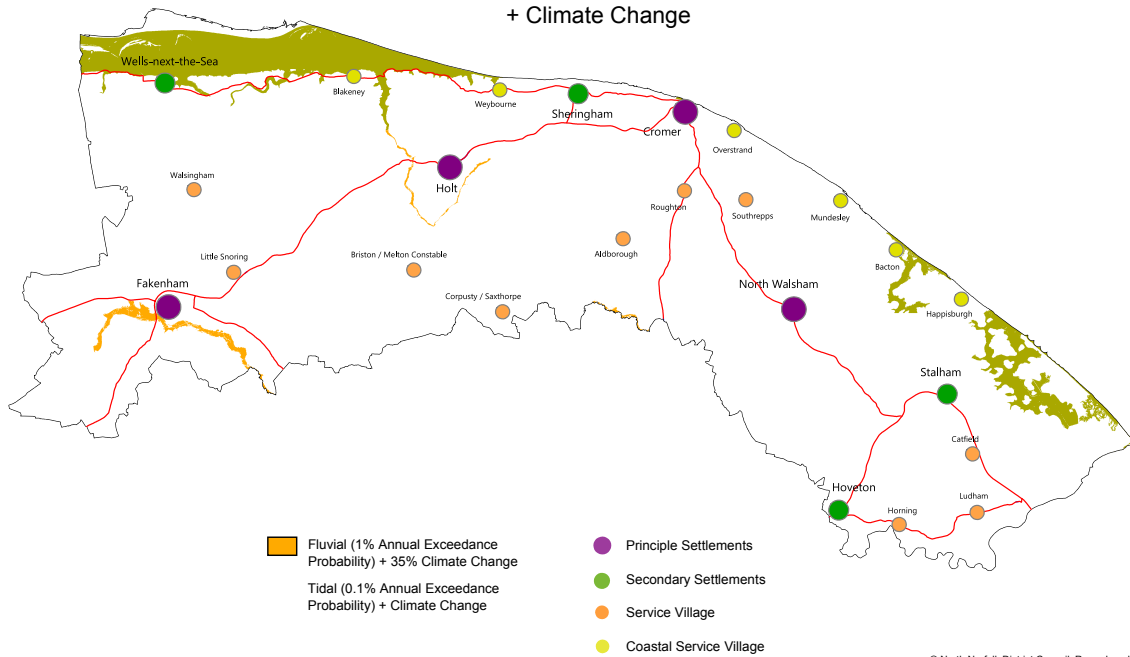 + Climate Change
Wells-next-the-Sea
Blakeney
Weybourne
Sheringham
Cromer
Overstrand
Walsingham
Holt
Roughton
Southrepps
Mundesley
Aldborough
Little Snoring
Briston / Melton Constable
Bacton
Fakenham
Corpusty / Saxthorpe
North Walsham
Happisburgh
Stalham
Catfield
Hoveton
Horning
Ludham
Fluvial (1% Annual Exceedance
Probability) + 35% Climate Change
Tidal (0.1% Annual Exceedance
Probability) + Climate Change
Principle Settlements
Secondary Settlements
Service Village
Coastal Service Village